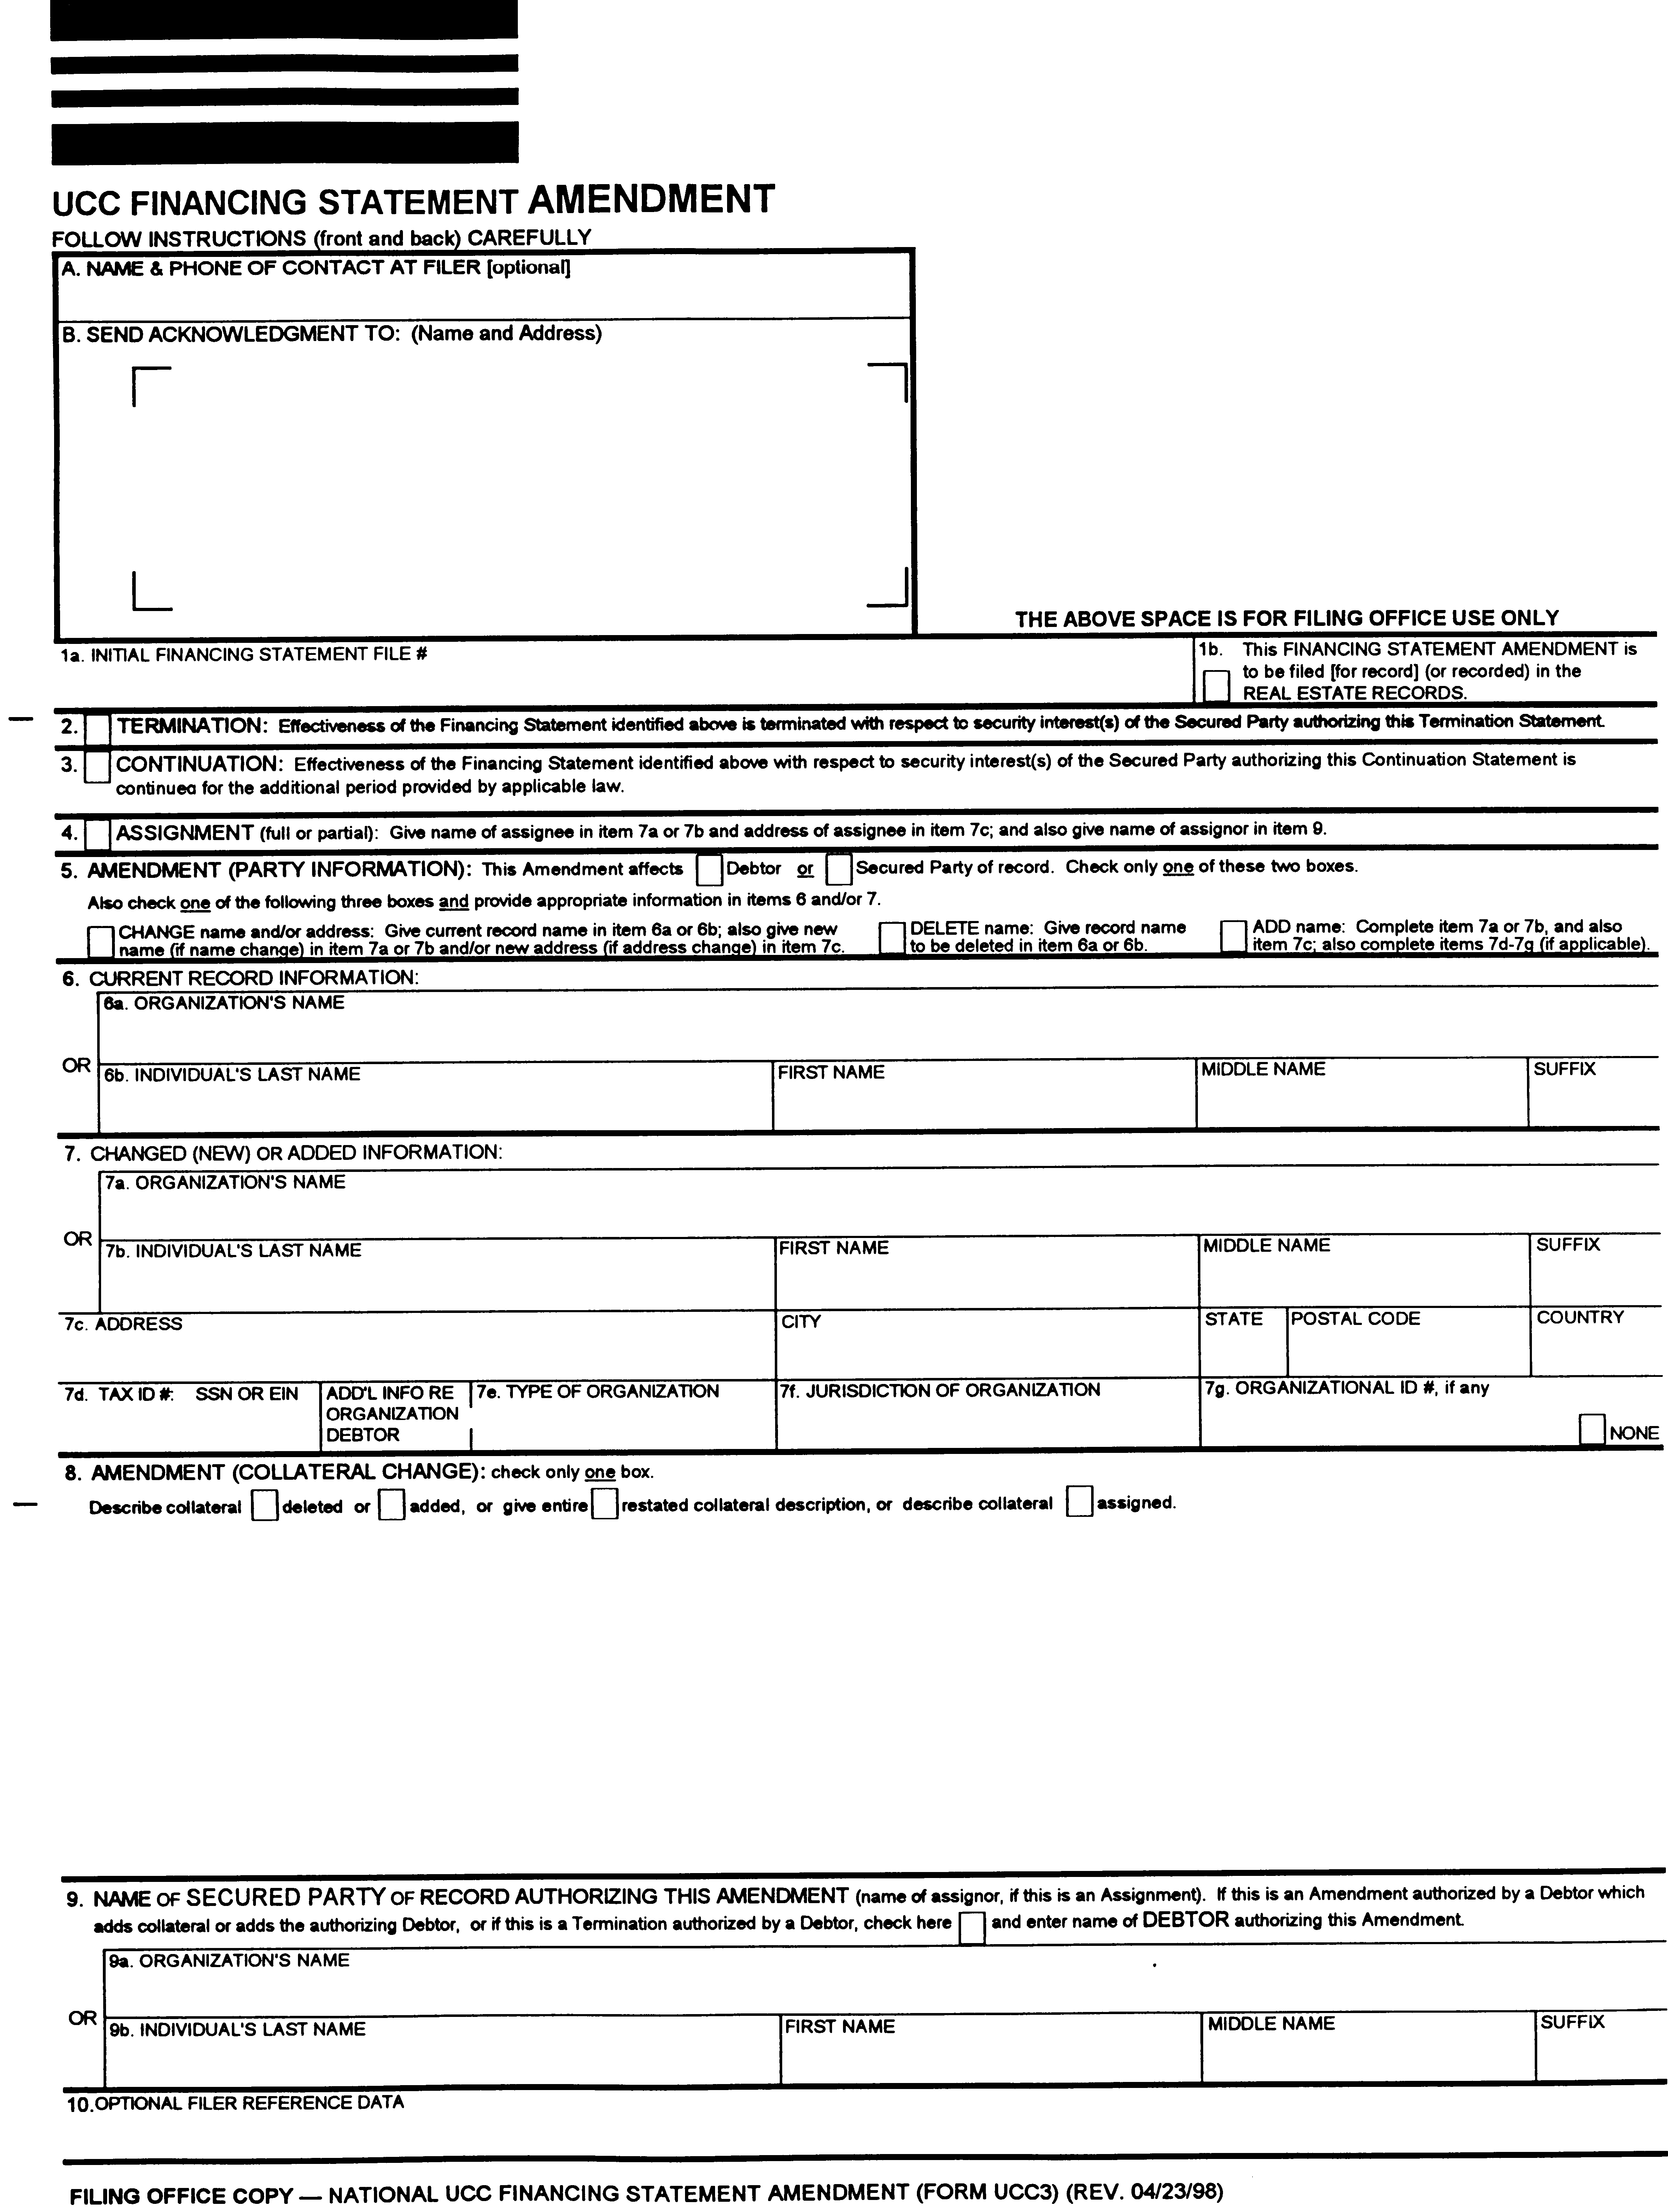 UCC FINANCING STATEMENT AMENDMENT
FOLLOW INSTRUCTIONS (front and back) CAREFULLY
A. NAME & PHONE OF CONTACT AT FILER [optional]
B. SEND ACKNOWLEDGMENT TO: (Name and Address)
THE ABOVE SPACE IS FOR FILING OFFICE USE ONLY
1a. INITIAL FINANCING STATEMENT FILE #
1b. This FINANCING STATEMENT AMENDMENT is
to be filed [for record] (or recorded) in the
REAL ESTATE RECORDS.
2. TERMINATION: Effectiveness of the Financing Statement identified above is terminated with respect to security interest(s) of the Secured Party authorizing this Termination Statement.
3. CONTINUATION: Effectiveness of the Financing Statement identified above with respect to security interest(s) of the Secured Party authorizing this Continuation Statement is
continued for the additional period provided by applicable law.
4. ASSIGNMENT (full or partial): Give name of assignee in item 7a or 7b and address of assignee in item 7c; and also give name of assignor in item 9.
5. AMENDMENT (PARTY INFORMATION): This Amendment affects Debtor or Secured Party of record. Check only one of these two boxes.
Also check one of the following three boxes and provide appropriate information in items 6 and/or 7.
CHANGE name and/or address: Give current record name in item 6a or 6b; also give new
name (if name change) in item 7a or 7b and/or new address (if address change) in item 7c.
DELETE name: Give record name
to be deleted in item 6a or 6b.
ADD name: Complete item 7a or 7b, and also
item 7c; also complete items 7d-7g (if applicable).
6. CURRENT RECORD INFORMATION:
6a. ORGANIZATION'S NAME
OR
6b. INDIVIDUAL'S LAST NAME FIRST NAME MIDDLE NAME SUFFIX
7. CHANGED (NEW) OR ADDED INFORMATION:
7a. ORGANIZATION'S NAME
OR
7b. INDIVIDUAL'S LAST NAME FIRST NAME MIDDLE NAME SUFFIX
7c. ADDRESS CITY STATE POSTAL CODE COUNTRY
7d. TAX ID #: SSN OR EIN
ADD'L INFO RE
ORGANIZATION
DEBTOR
7e. TYPE OF ORGANIZATION 7f. JURISDICTION OF ORGANIZATION 7g. ORGANIZATIONAL ID #, if any
NONE
8. AMENDMENT (COLLATERAL CHANGE): check only one box.
Describe collateral deleted or added, or give entire restated collateral description, or describe collateral assigned.
9. NAME OF SECURED PARTY OF RECORD AUTHORIZING THIS AMENDMENT (name of assignor, if this is an Assignment). If this is an Amendment authorized by a Debtor which
adds collateral or adds the authorizing Debtor, or if this is a Termination authorized by a Debtor, check here and enter name of DEBTOR authorizing this Amendment.
9a. ORGANIZATION'S NAME
OR
9b. INDIVIDUAL'S LAST NAME FIRST NAME MIDDLE NAME SUFFIX
10.OPTIONAL FILER REFERENCE DATA
FILING OFFICE COPY — NATIONAL UCC FINANCING STATEMENT AMENDMENT (FORM UCC3) (REV. 04/23/98)